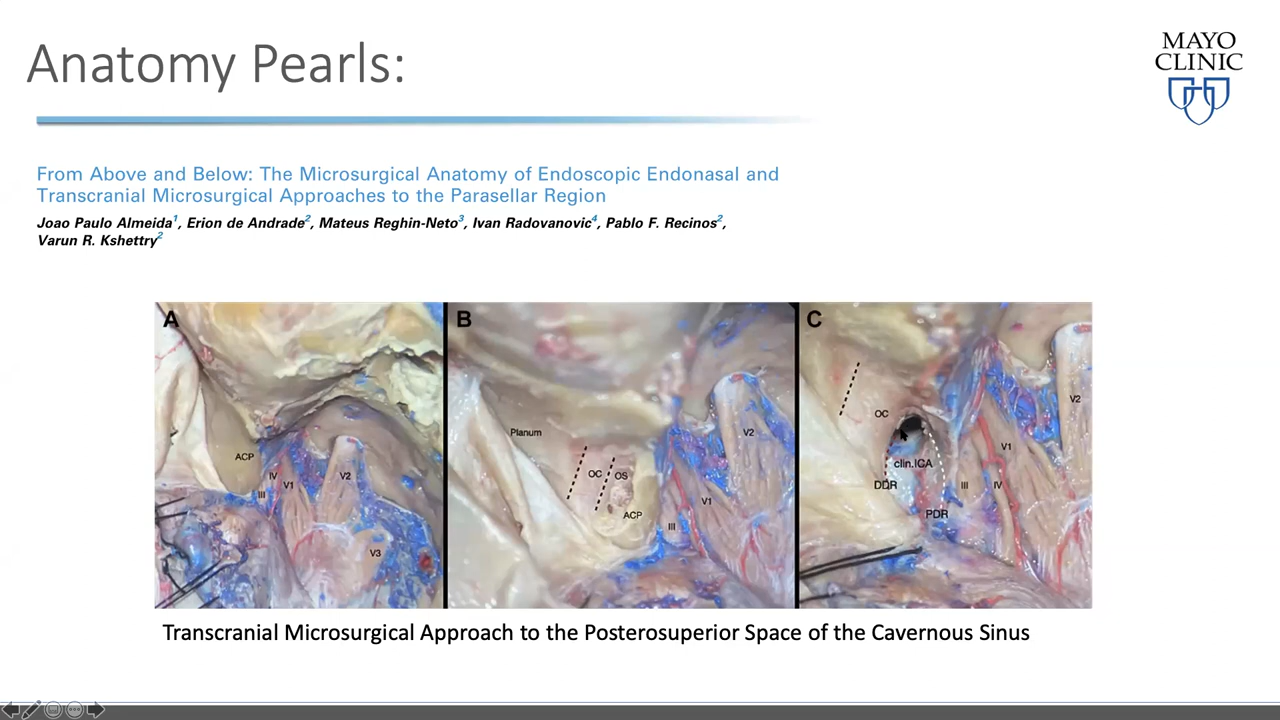 Anatomy Pearls:
MAYO
CLINIC
From Above and Below: The Microsurgical Anatomy of Endoscopic Endonasal and
Transcranial Microsurgical Approaches to the Parasellar Region
Joao Paulo Almeida1, Erion de Andrade2, Mateus Reghin-Neto3, Ivan Radovanovic4, Pablo F. Recinos2,
Varun R. Kshettry2
A
ACP
IV
III
V1
V2
V3
B
Planum
OC
OS
ACP
III
V1
V2
C
OC
clin.ICA
DDR
PDR
III
IV
V1
V2
Transcranial Microsurgical Approach to the Posterosuperior Space of the Cavernous Sinus